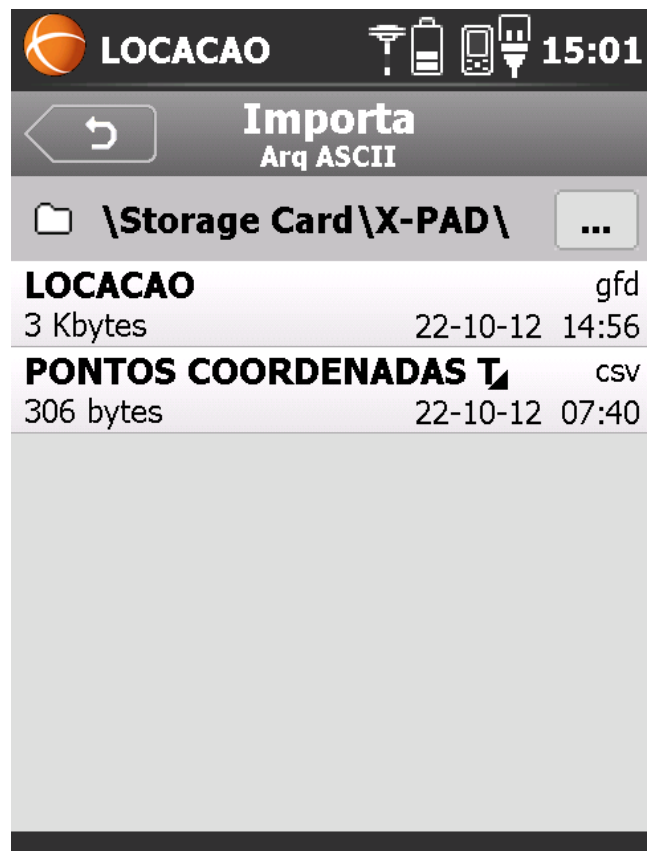 LOCACAO 15:01
Importa
Arq ASCII
\Storage Card\X-PAD\ ...
LOCACAO gfd
3 Kbytes 22-10-12 14:56
PONTOS COORDENADAS T csv
306 bytes 22-10-12 07:40